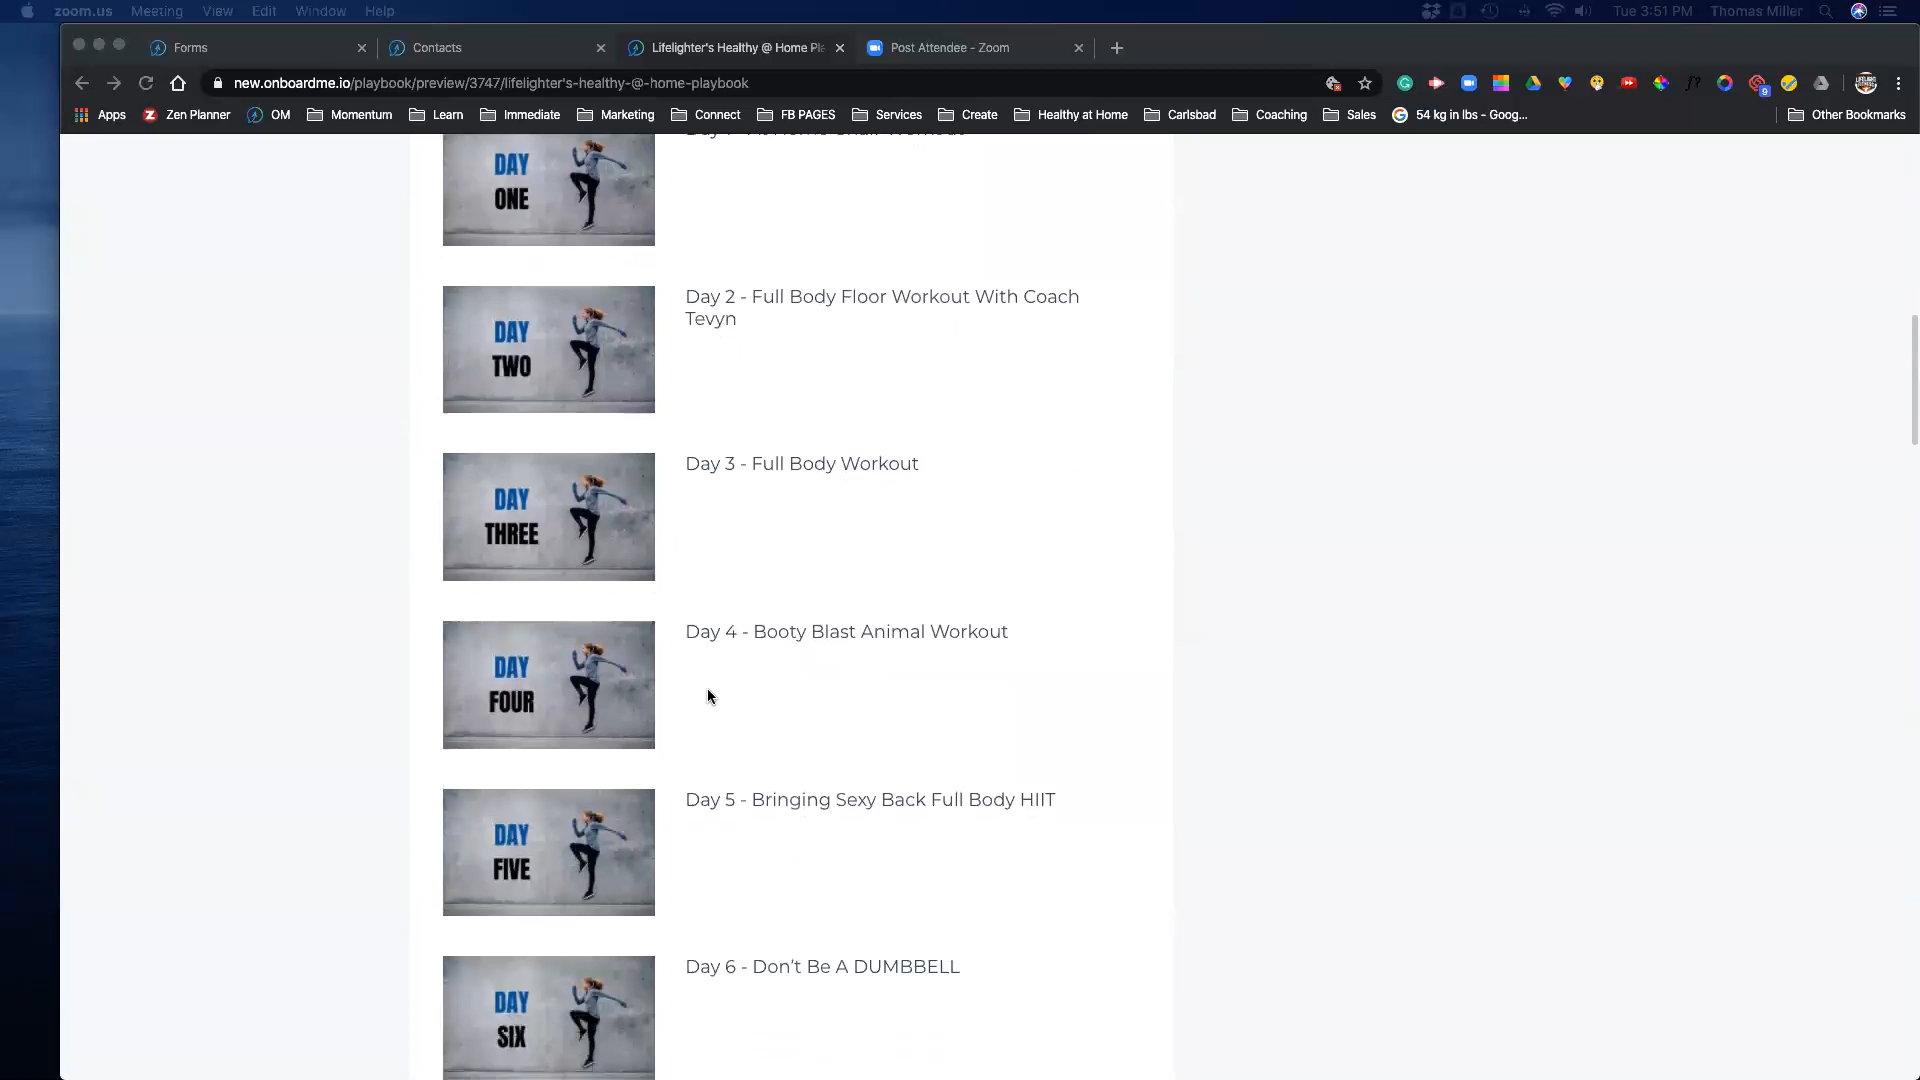 zoom.us Meeting View Edit Window Help Tue 3:51 PM Thomas Miller
Forms Contacts Lifelighter's Healthy @ Home Pl Post Attendee - Zoom
new.onboardme.io/playbook/preview/3747/lifelighter's-healthy-@-home-playbook
Apps Zen Planner OM Momentum Learn Immediate Marketing Connect FB PAGES Services Create Healthy at Home Carlsbad Coaching Sales 54 kg in lbs - Goog... Other Bookmarks
DAY
ONE
Day 2 - Full Body Floor Workout With Coach
Tevyn
DAY
TWO
Day 3 - Full Body Workout
DAY
THREE
Day 4 - Booty Blast Animal Workout
DAY
FOUR
Day 5 - Bringing Sexy Back Full Body HIIT
DAY
FIVE
Day 6 - Don't Be A DUMBBELL
DAY
SIX